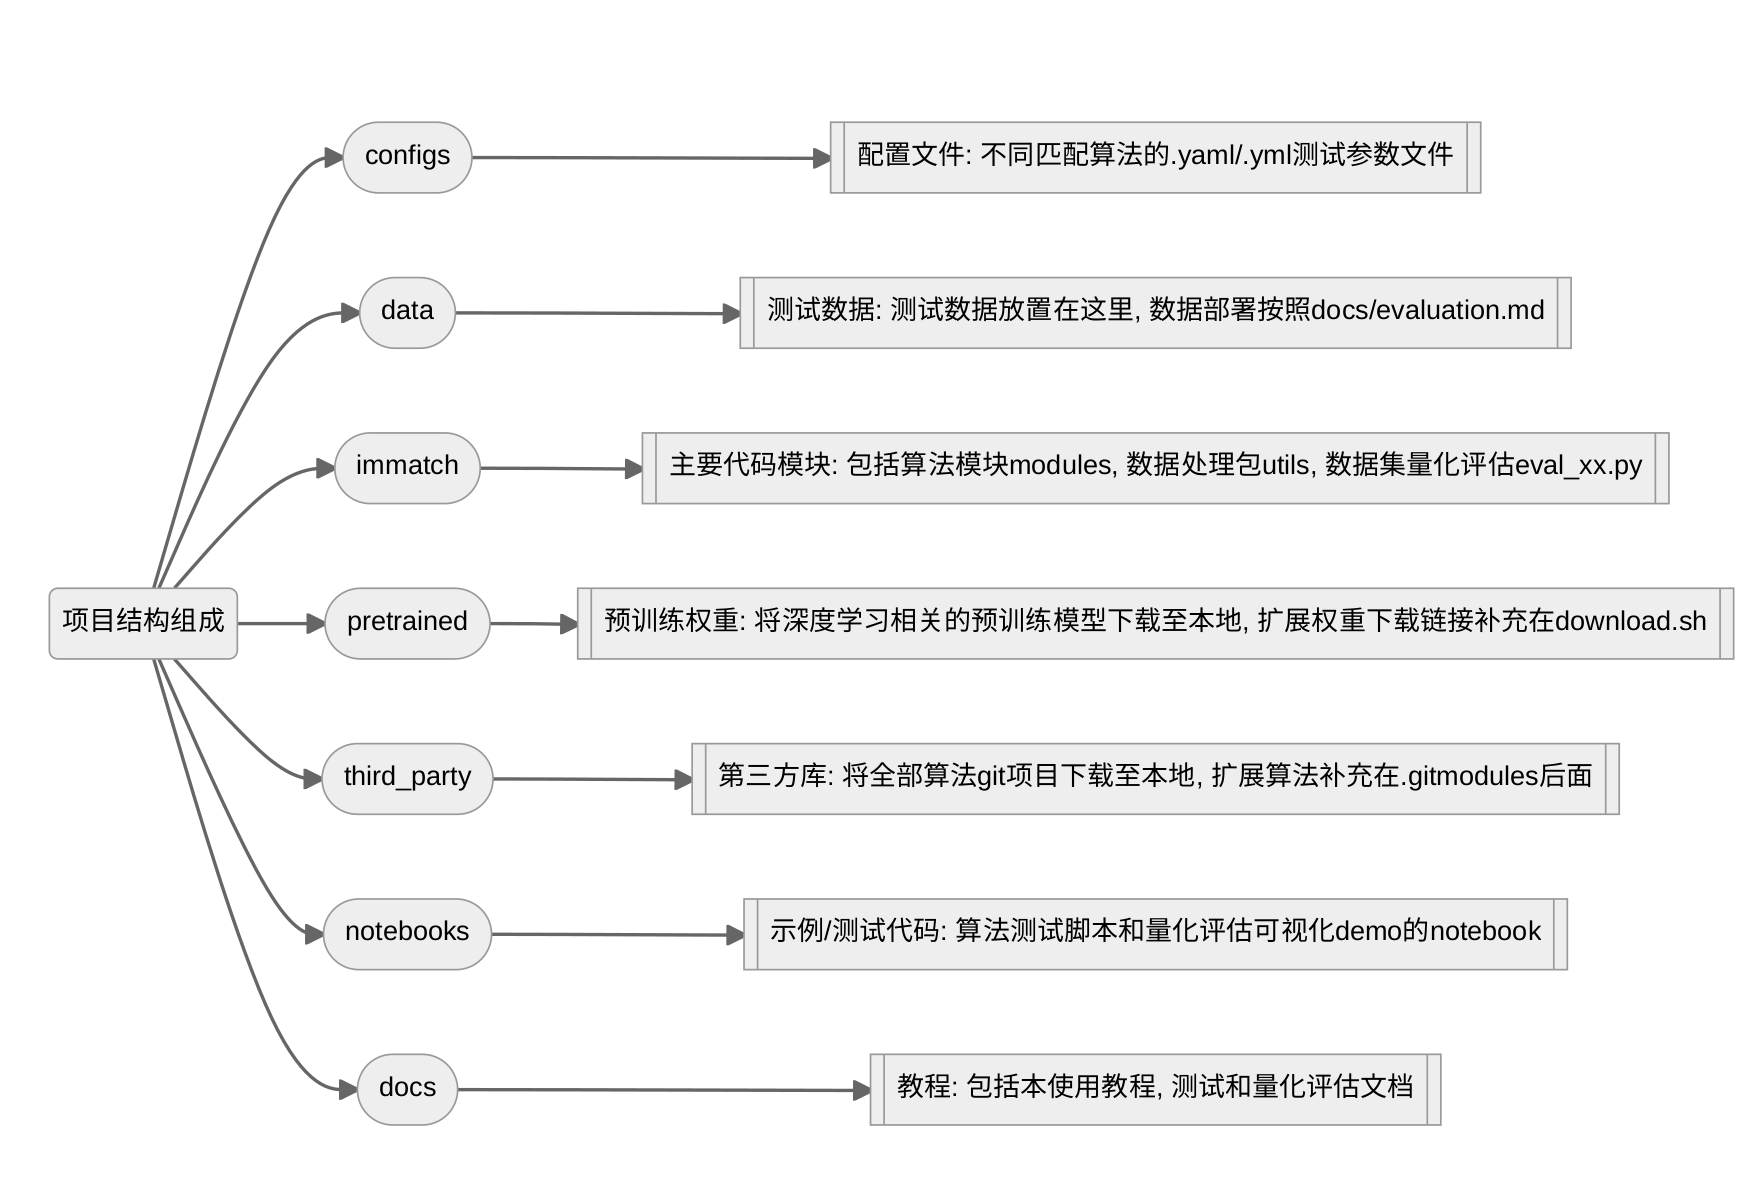 configs
配置文件: 不同匹配算法的.yaml/.yml测试参数文件
data
测试数据: 测试数据放置在这里, 数据部署按照docs/evaluation.md
immatch
主要代码模块: 包括算法模块modules, 数据处理包utils, 数据集量化评估eval_xx.py
项目结构组成
pretrained
预训练权重: 将深度学习相关的预训练模型下载至本地, 扩展权重下载链接补充在download.sh
third_party
第三方库: 将全部算法git项目下载至本地, 扩展算法补充在.gitmodules后面
notebooks
示例/测试代码: 算法测试脚本和量化评估可视化demo的notebook
docs
教程: 包括本使用教程, 测试和量化评估文档